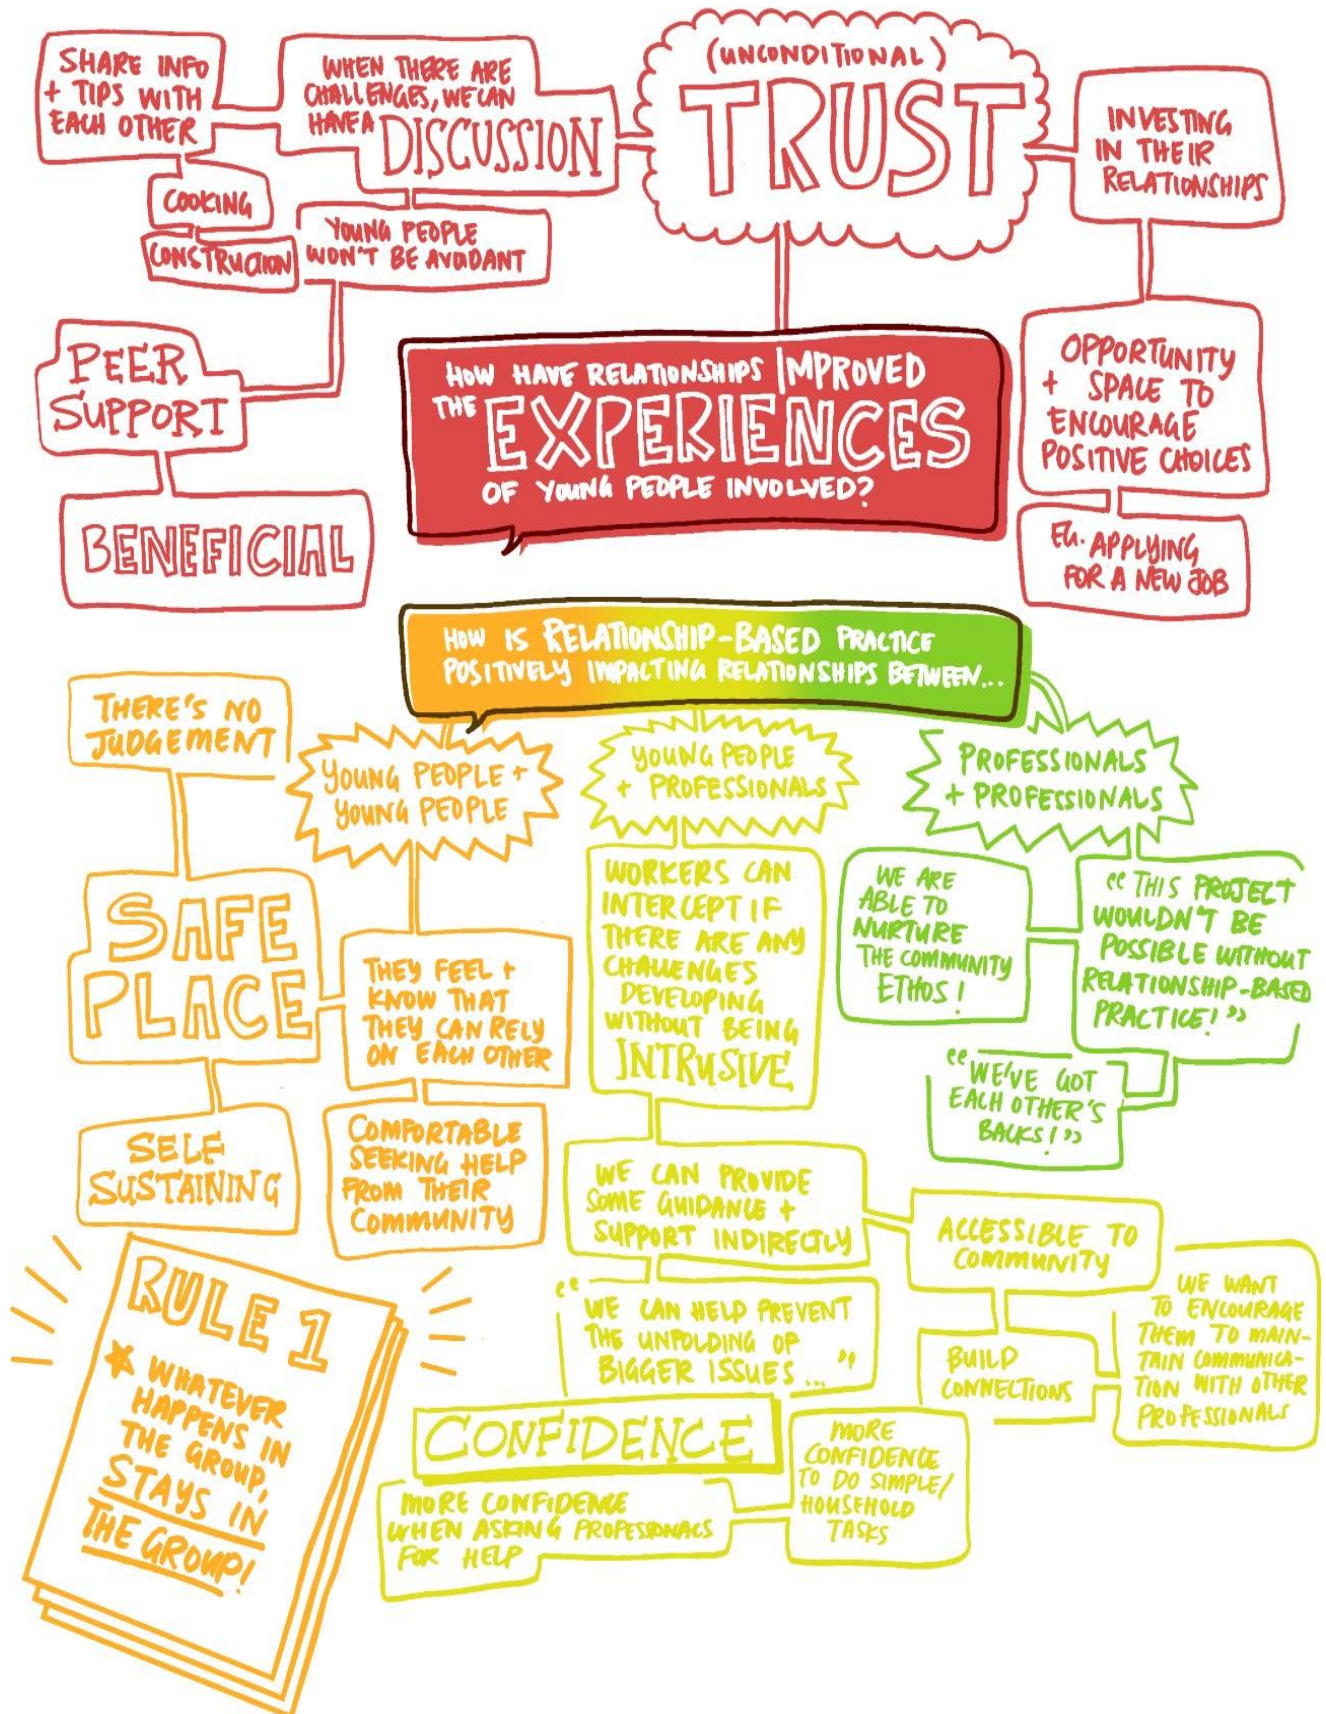 (UNCONDITIONAL)
TRUST
WHEN THERE ARE
CHALLENGES, WE CAN
HAVE A DISCUSSION
SHARE INFO
+ TIPS WITH
EACH OTHER
COOKING
CONSTRUCTION
YOUNG PEOPLE
WON'T BE AVOIDANT
PEER
SUPPORT
BENEFICIAL
INVESTING
IN THEIR
RELATIONSHIPS
OPPORTUNITY
+ SPACE TO
ENCOURAGE
POSITIVE CHOICES
EG. APPLYING
FOR A NEW JOB
HOW HAVE RELATIONSHIPS IMPROVED
THE EXPERIENCES
OF YOUNG PEOPLE INVOLVED?
HOW IS RELATIONSHIP-BASED PRACTICE
POSITIVELY IMPACTING RELATIONSHIPS BETWEEN...
YOUNG PEOPLE +
YOUNG PEOPLE
THERE'S NO
JUDGEMENT
SAFE
PLACE
SELF
SUSTAINING
THEY FEEL +
KNOW THAT
THEY CAN RELY
ON EACH OTHER
COMFORTABLE
SEEKING HELP
FROM THEIR
COMMUNITY
RULE 1
* WHATEVER
HAPPENS IN
THE GROUP,
STAYS IN
THE GROUP!
YOUNG PEOPLE
+ PROFESSIONALS
WORKERS CAN
INTERCEPT IF
THERE ARE ANY
CHALLENGES
DEVELOPING
WITHOUT BEING
INTRUSIVE
WE CAN PROVIDE
SOME GUIDANCE +
SUPPORT INDIRECTLY
"WE CAN HELP PREVENT
THE UNFOLDING OF
BIGGER ISSUES..."
ACCESSIBLE TO
COMMUNITY
BUILD
CONNECTIONS
WE WANT
TO ENCOURAGE
THEM TO MAIN-
TAIN COMMUNICA-
TION WITH OTHER
PROFESSIONALS
CONFIDENCE
MORE CONFIDENCE
WHEN ASKING PROFESSIONALS
FOR HELP
MORE
CONFIDENCE
TO DO SIMPLE/
HOUSEHOLD
TASKS
PROFESSIONALS
+ PROFESSIONALS
WE ARE
ABLE TO
NURTURE
THE COMMUNITY
ETHOS!
"THIS PROJECT
WOULDN'T BE
POSSIBLE WITHOUT
RELATIONSHIP-BASED
PRACTICE!"
"WE'VE GOT
EACH OTHER'S
BACKS!"